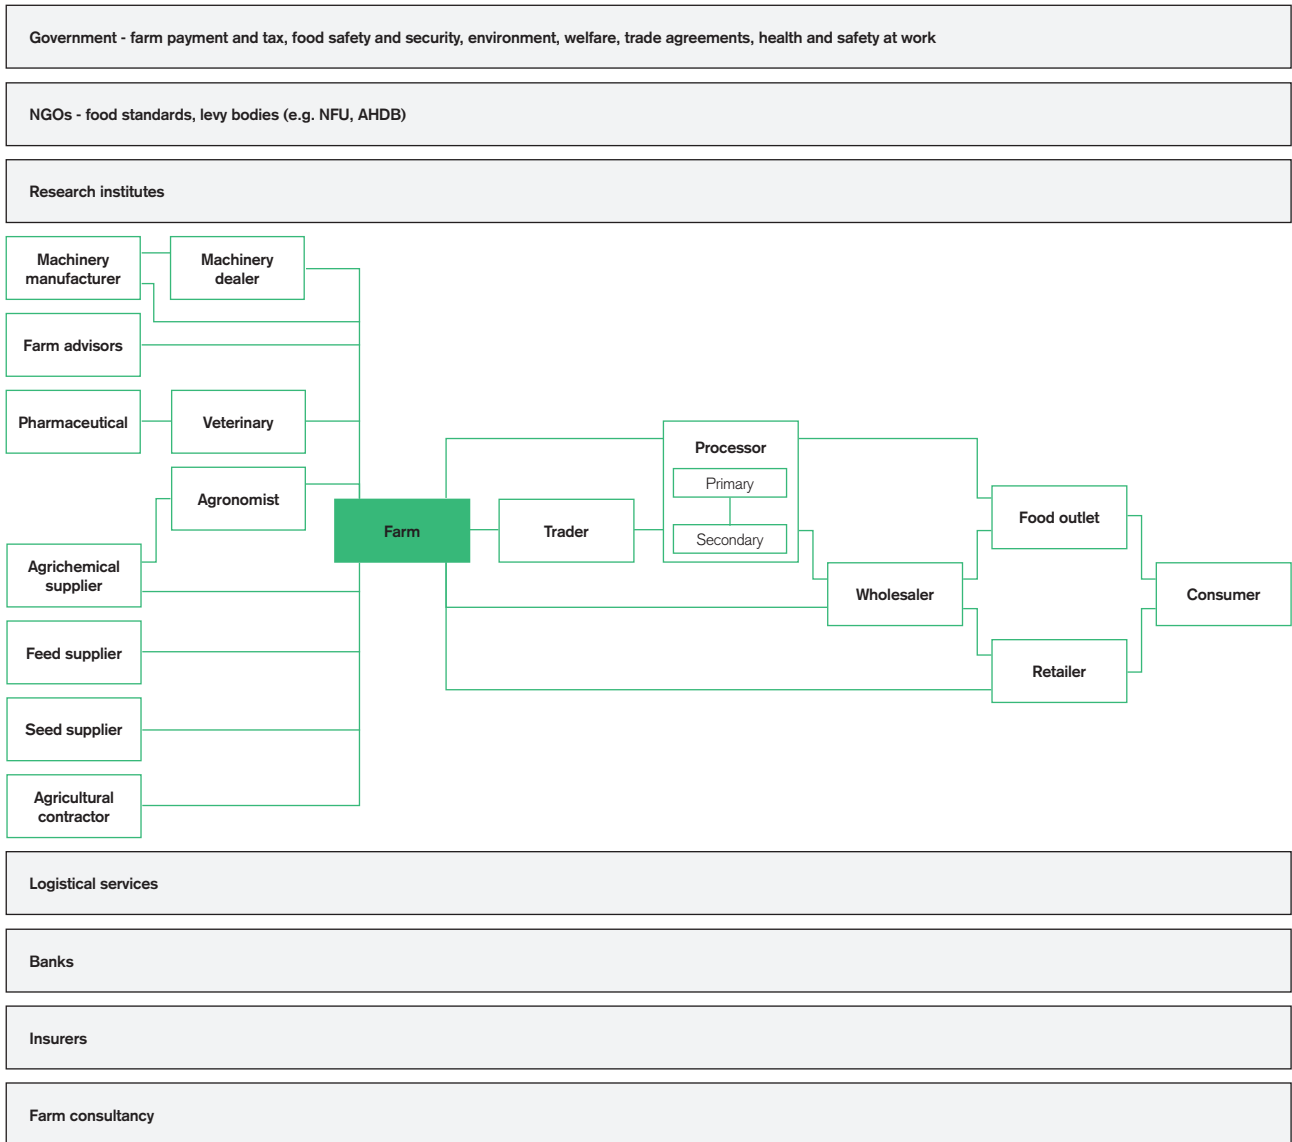 Government - farm payment and tax, food safety and security, environment, welfare, trade agreements, health and safety at work
NGOs - food standards, levy bodies (e.g. NFU, AHDB)
Research institutes
Machinery
manufacturer
Machinery
dealer
Farm advisors
Pharmaceutical
Veterinary
Agronomist
Agrichemical
supplier
Feed supplier
Seed supplier
Agricultural
contractor
Farm
Trader
Processor
Primary
Secondary
Wholesaler
Food outlet
Retailer
Consumer
Logistical services
Banks
Insurers
Farm consultancy